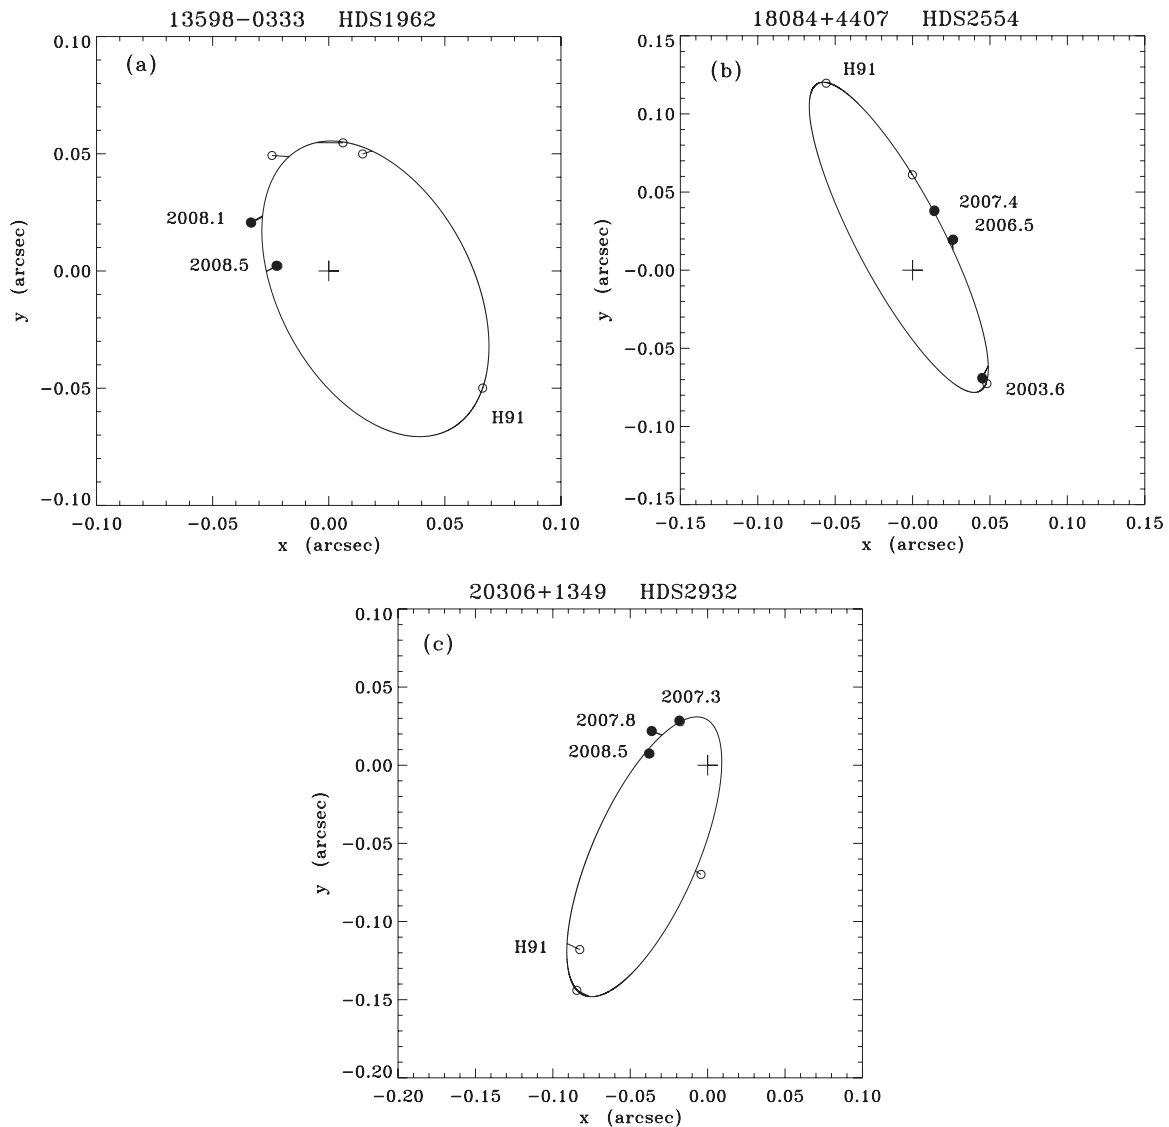 13598−0333 HDS1962
(a)
0.10
0.05
0.00
−0.05
−0.10
y (arcsec)
2008.1
2008.5
H91
−0.10 −0.05 0.00 0.05 0.10
x (arcsec)
18084+4407 HDS2554
(b)
0.15
0.10
0.05
−0.00
−0.05
−0.10
−0.15
y (arcsec)
H91
2007.4
2006.5
2003.6
−0.15 −0.10 −0.05 −0.00 0.05 0.10 0.15
x (arcsec)
20306+1349 HDS2932
(c)
0.10
0.05
0.00
−0.05
−0.10
−0.15
−0.20
y (arcsec)
2007.3
2007.8
2008.5
H91
−0.20 −0.15 −0.10 −0.05 0.00 0.05 0.10
x (arcsec)